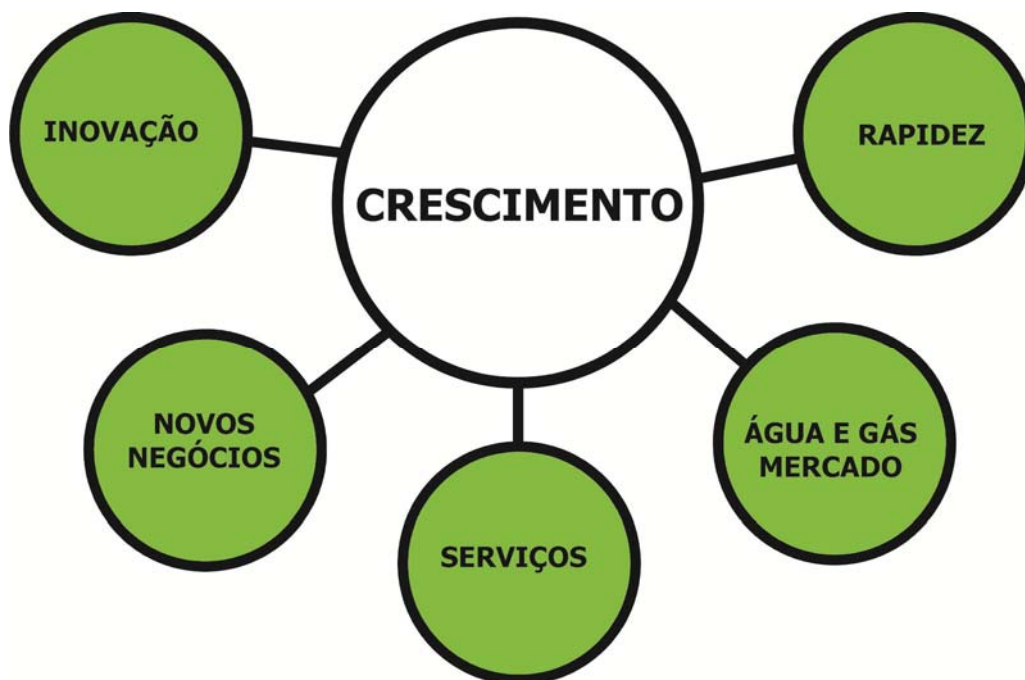 INOVAÇÃO
CRESCIMENTO
RAPIDEZ
NOVOS
NEGÓCIOS
SERVIÇOS
ÁGUA E GÁS
MERCADO